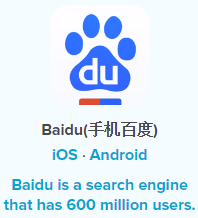 du
Baidu(手机百度)
iOS · Android
Baidu is a search engine
that has 600 million users.